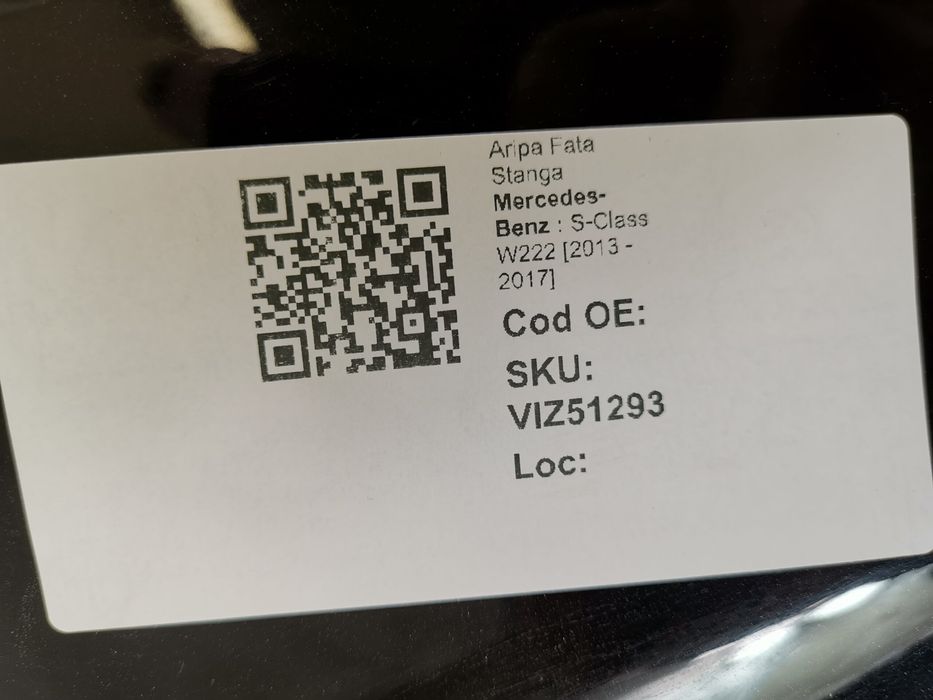 Aripa Fata
Stanga
Mercedes-
Benz : S-Class
W222 [2013 -
2017]
Cod OE:
SKU:
VIZ51293
Loc: